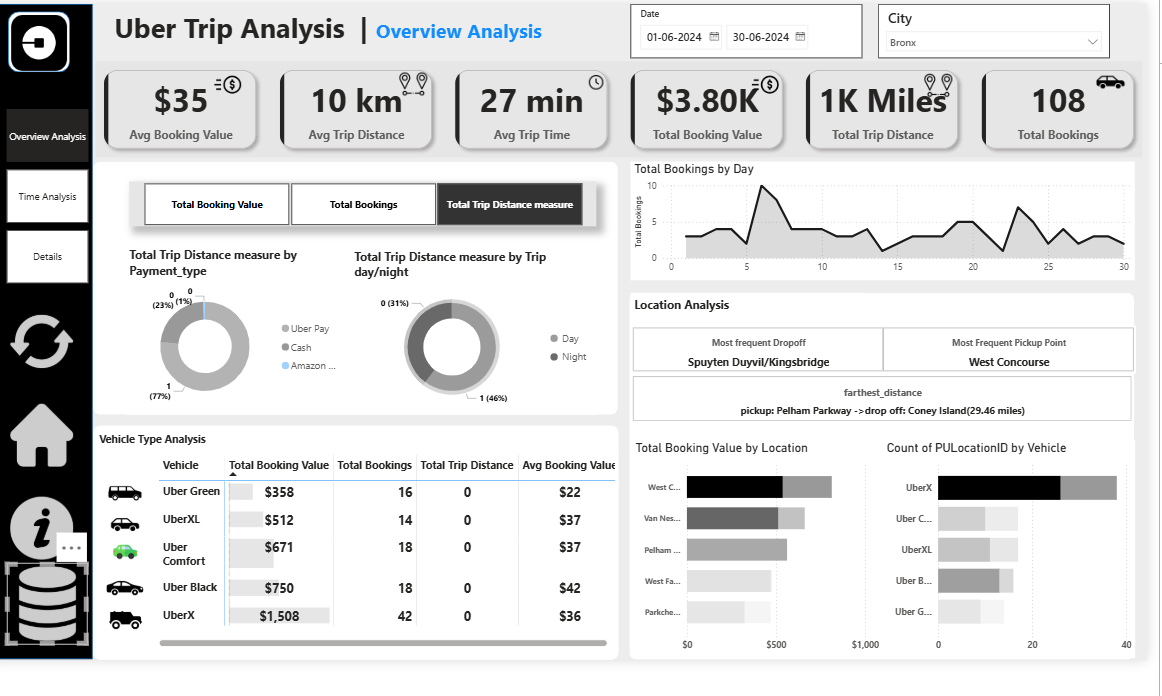 Uber Trip Analysis | Overview Analysis
Date
01-06-2024 30-06-2024
City
Bronx
Overview Analysis
Time Analysis
Details
$35
Avg Booking Value
10 km
Avg Trip Distance
27 min
Avg Trip Time
$3.80K
Total Booking Value
1K Miles
Total Trip Distance
108
Total Bookings
Total Booking Value
Total Bookings
Total Trip Distance measure
Total Trip Distance measure by
Payment_type
0
(23%)
0
(1%)
1
(77%)
Uber Pay
Cash
Amazon ...
Total Trip Distance measure by Trip
day/night
0 (31%)
1 (46%)
Day
Night
Total Bookings by Day
Total Bookings
10
5
0
0 5 10 15 20 25 30
Location Analysis
Most frequent Dropoff
Spuyten Duyvil/Kingsbridge
Most Frequent Pickup Point
West Concourse
farthest_distance
pickup: Pelham Parkway ->drop off: Coney Island(29.46 miles)
Vehicle Type Analysis
Vehicle Total Booking Value Total Bookings Total Trip Distance Avg Booking Value
Uber Green $358 16 0 $22
UberXL $512 14 0 $37
Uber
Comfort $671 18 0 $37
Uber Black $750 18 0 $42
UberX $1,508 42 0 $36
Total Booking Value by Location
West C...
Van Nes...
Pelham ...
West Fa...
Parkche...
$0 $500 $1,000
Count of PULocationID by Vehicle
UberX
Uber C...
UberXL
Uber B...
Uber G...
0 20 40